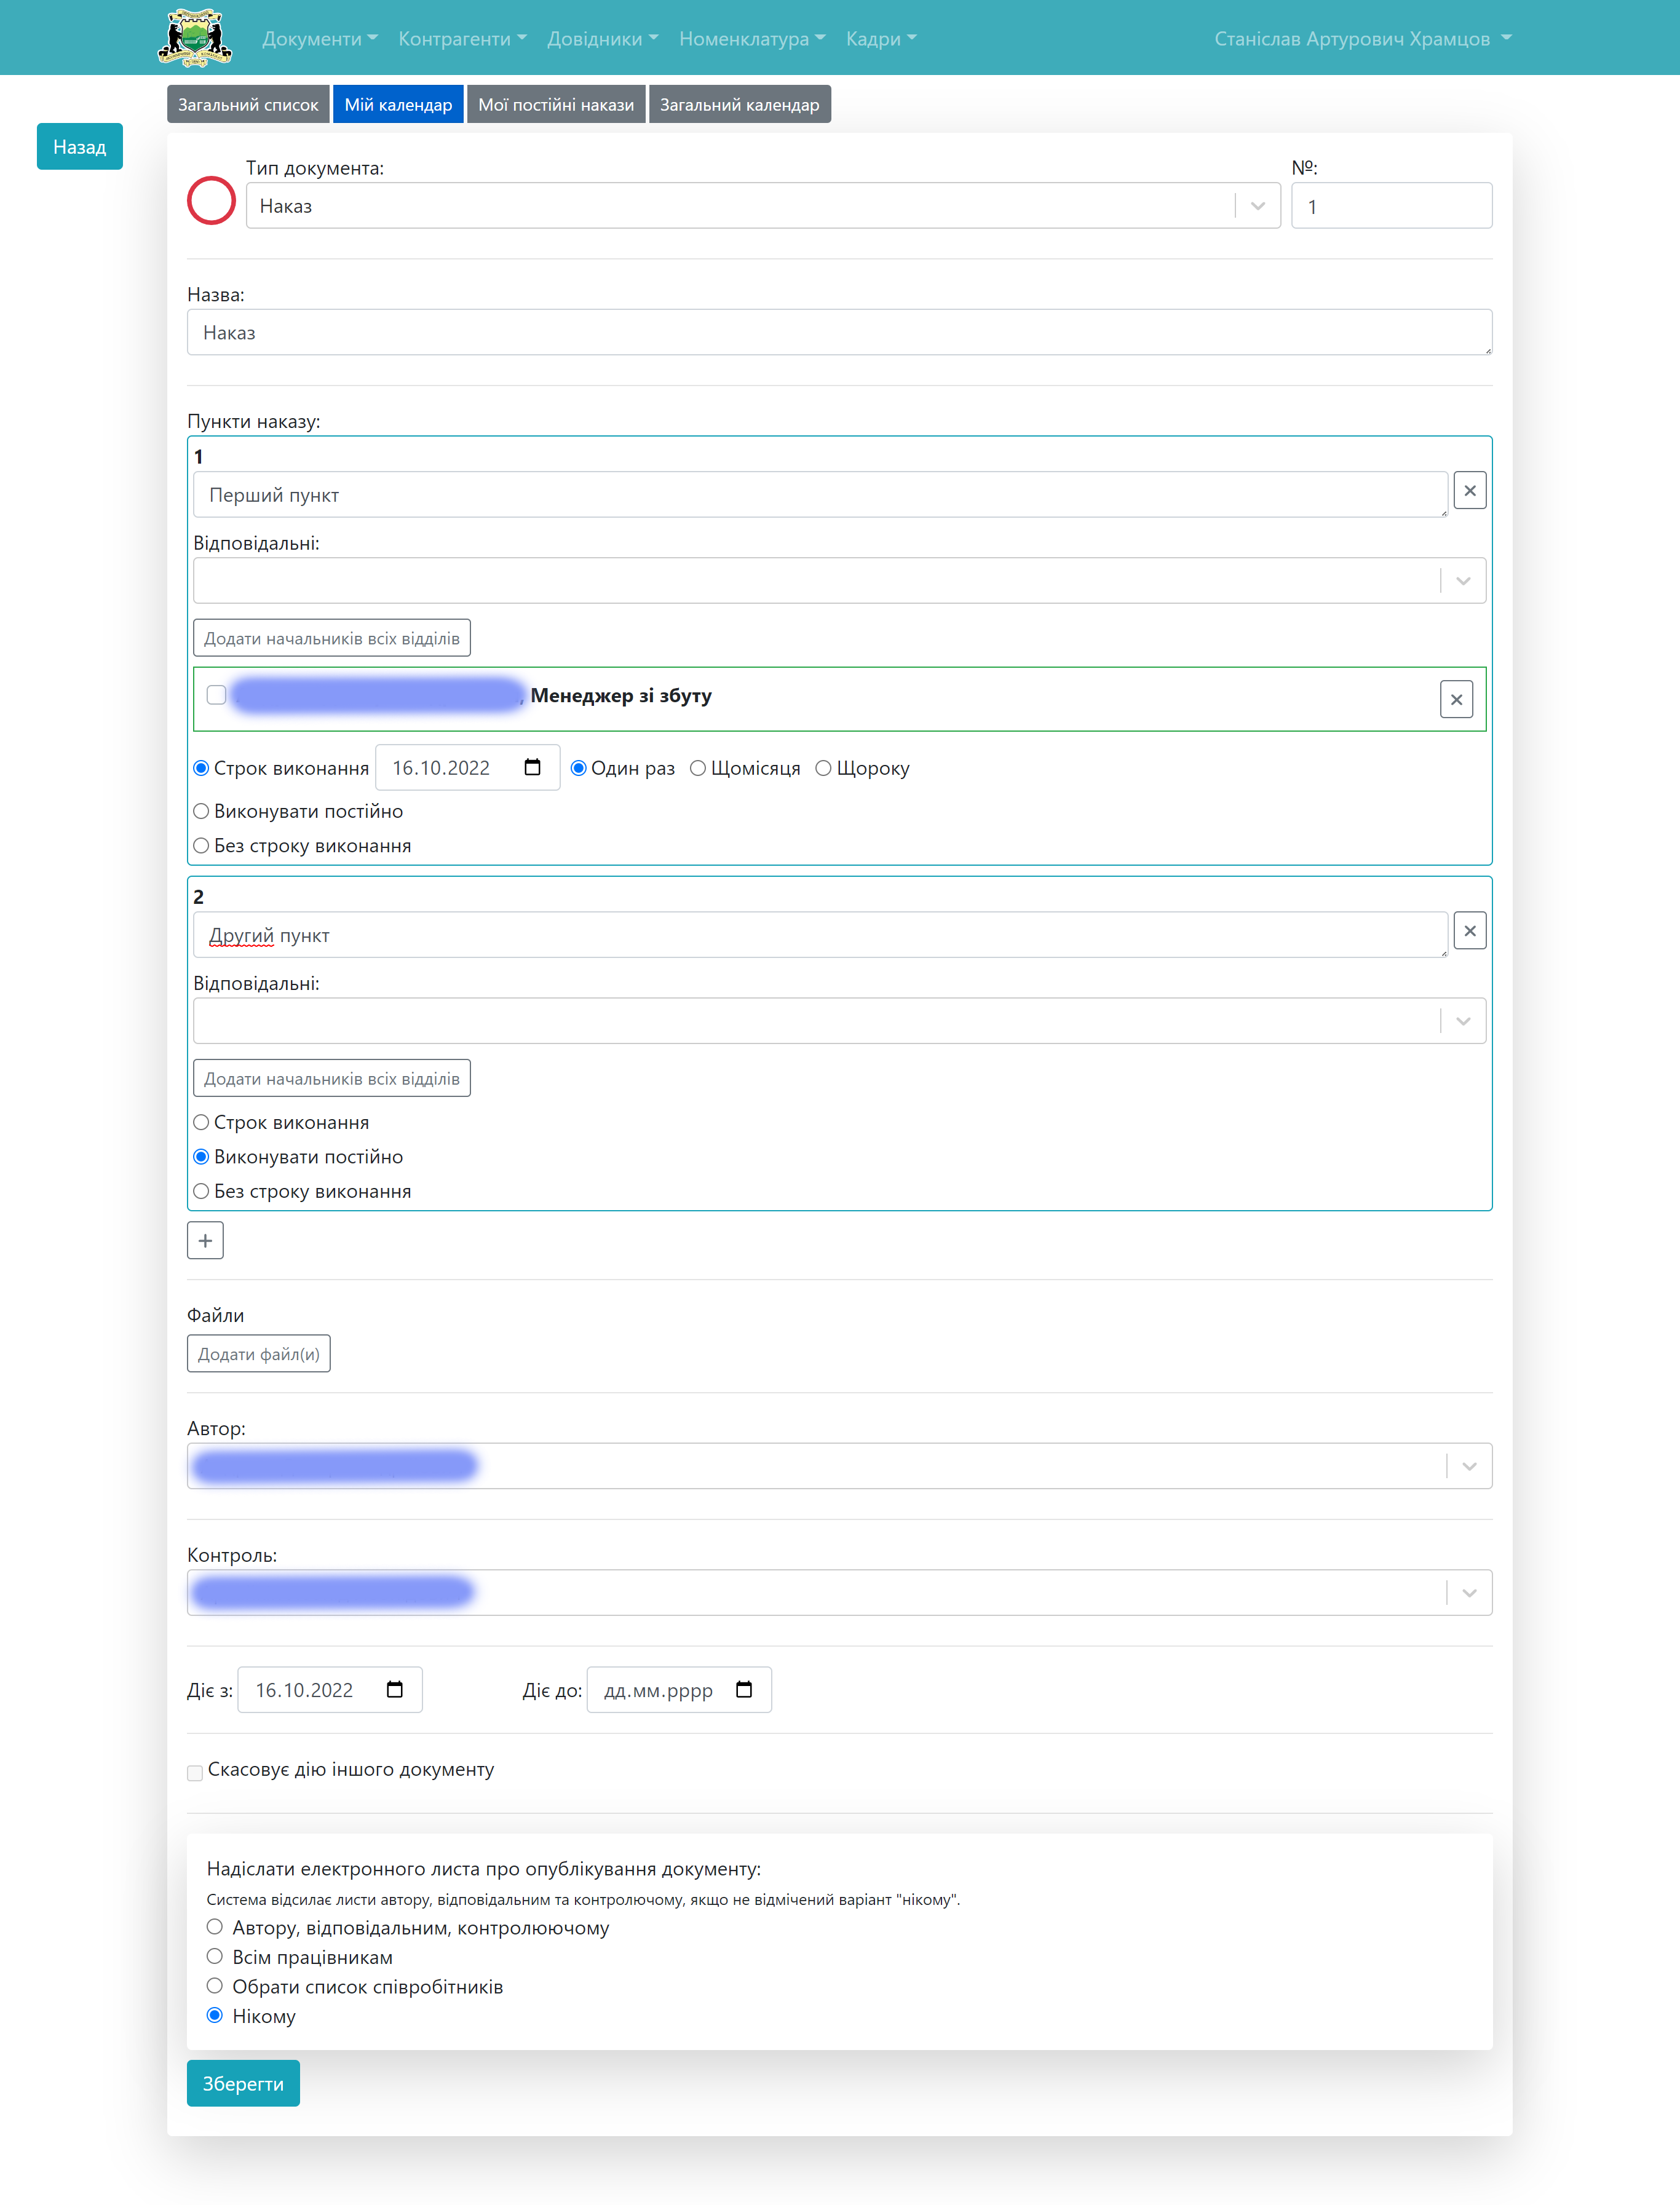 Документи Контрагенти Довідники Номенклатура Кадри Станіслав Артурович Храмцов
Загальний список Мій календар Мої постійні накази Загальний календар
Назад
Тип документа: №:
Наказ 1
Назва:
Наказ
Пункти наказу:
1
Перший пункт
Відповідальні:
Додати начальників всіх відділів
, Менеджер зі збуту
Строк виконання 16.10.2022 Один раз Щомісяця Щороку
Виконувати постійно
Без строку виконання
2
Другий пункт
Відповідальні:
Додати начальників всіх відділів
Строк виконання
Виконувати постійно
Без строку виконання
Файли
Додати файл(и)
Автор:
Контроль:
Діє з: 16.10.2022 Діє до: дд.мм.рррр
Скасовує дію іншого документу
Надіслати електронного листа про опублікування документу:
Система відсилає листи автору, відповідальним та контролючому, якщо не відмічений варіант "нікому".
Автору, відповідальним, контролюючому
Всім працівникам
Обрати список співробітників
Нікому
Зберегти